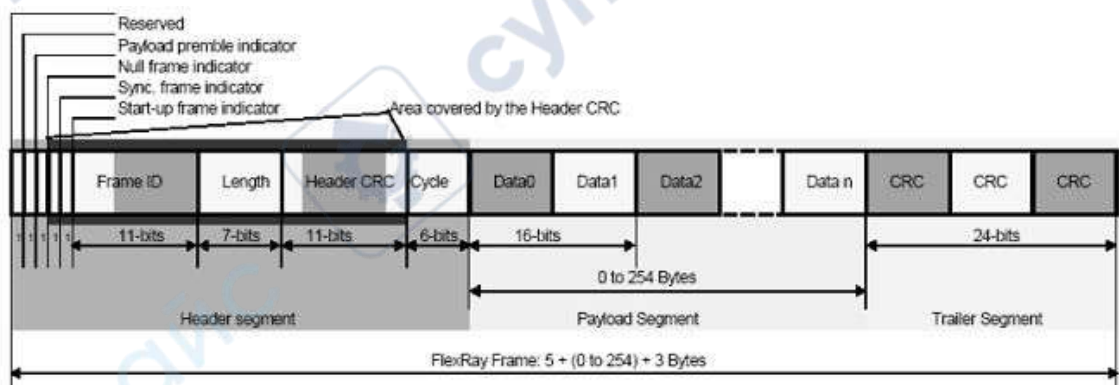 Reserved
Payload premble indicator
Null frame indicator
Sync. frame indicator
Start-up frame indicator
Area covered by the Header CRC
Frame ID Length Header CRC Cycle Data0 Data1 Data2 Data n CRC CRC CRC
1 1 1 1 1 11-bits 7-bits 11-bits 6-bits 16-bits 24-bits
0 to 254 Bytes
Header segment Payload Segment Trailer Segment
FlexRay Frame: 5 + (0 to 254) + 3 Bytes